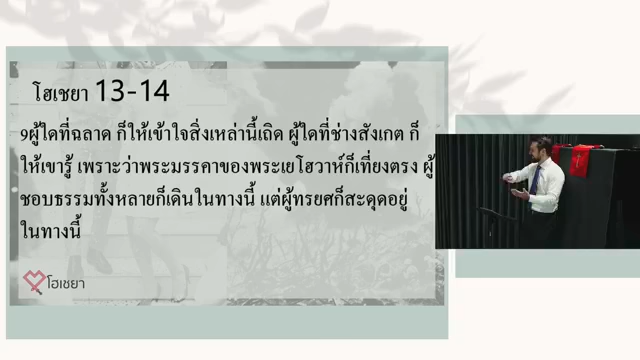 โฮเชยา 13-14
9ผู้ใดที่ฉลาด ก็ให้เข้าใจสิ่งเหล่านี้เถิด ผู้ใดที่ช่างสังเกต ก็
ให้เขารู้ เพราะว่าพระมรรคาของพระเยโฮวาห์ก็เที่ยงตรง ผู้
ชอบธรรมทั้งหลายก็เดินในทางนี้ แต่ผู้ทรยศก็สะดุดอยู่
ในทางนี้
โฮเชยา